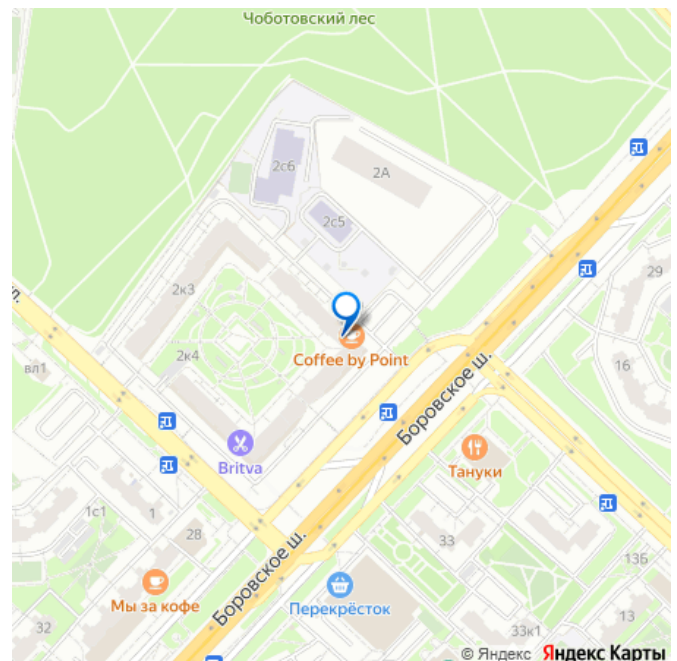 Чоботовский лес
2с6
2А
2с5
29
2к3
ул.
Coffee by Point
2к4
16
вл1
Боровское ш.
Britva
Тануки
1с1
1
28
33
13Б
Боровское ш.
Мы за кофе
Перекрёсток
32
33к1
13
© Яндекс Яндекс Карты